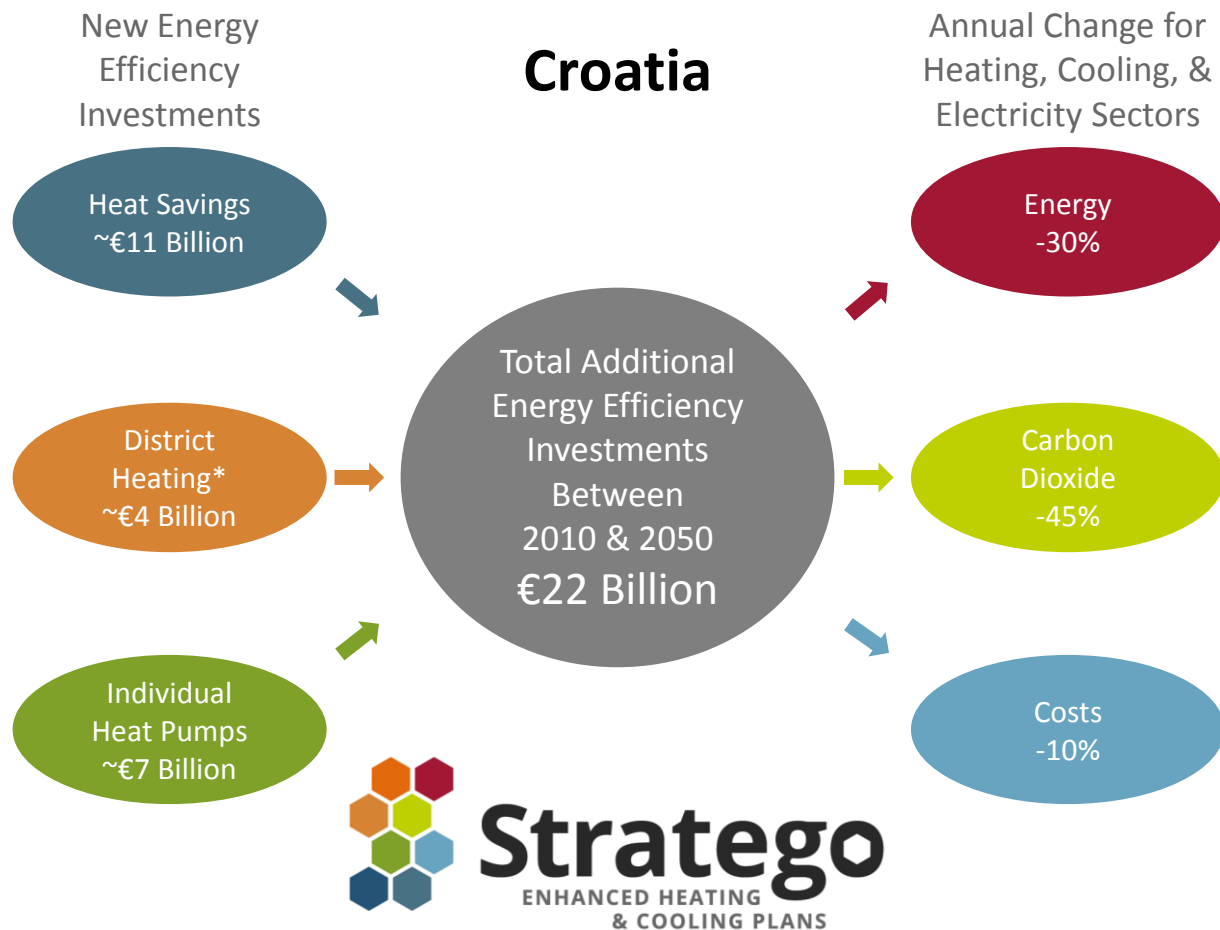 New Energy
Efficiency
Investments
Croatia
Annual Change for
Heating, Cooling, &
Electricity Sectors
Heat Savings
~€11 Billion
District
Heating*
~€4 Billion
Individual
Heat Pumps
~€7 Billion
Total Additional
Energy Efficiency
Investments
Between
2010 & 2050
€22 Billion
Energy
-30%
Carbon
Dioxide
-45%
Costs
-10%
Stratego
ENHANCED HEATING
& COOLING PLANS